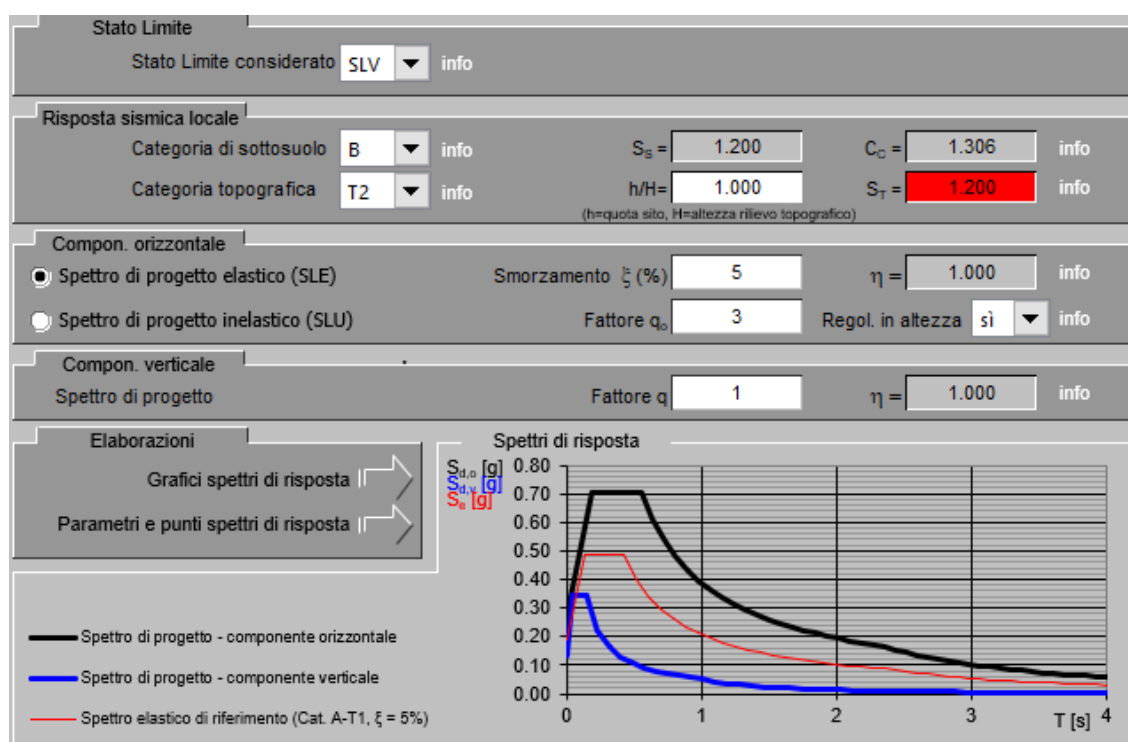 Stato Limite
Stato Limite considerato SLV info
Risposta sismica locale
Categoria di sottosuolo B info S_S = 1.200 C_C = 1.306 info
Categoria topografica T2 info h/H= 1.000 S_T = 1.200 info
(h=quota sito, H=altezza rilievo topografico)
Compon. orizzontale
Spettro di progetto elastico (SLE) Smorzamento ξ (%) 5 η = 1.000 info
Spettro di progetto inelastico (SLU) Fattore q_o 3 Regol. in altezza sì info
Compon. verticale
Spettro di progetto Fattore q 1 η = 1.000 info
Elaborazioni
Grafici spettri di risposta
Parametri e punti spettri di risposta
Spettri di risposta
S_d,o [g]
S_d,v [g]
S_e [g]
0.80
0.70
0.60
0.50
0.40
0.30
0.20
0.10
0.00
0 1 2 3 T [s] 4
Spettro di progetto - componente orizzontale
Spettro di progetto - componente verticale
Spettro elastico di riferimento (Cat. A-T1, ξ = 5%)